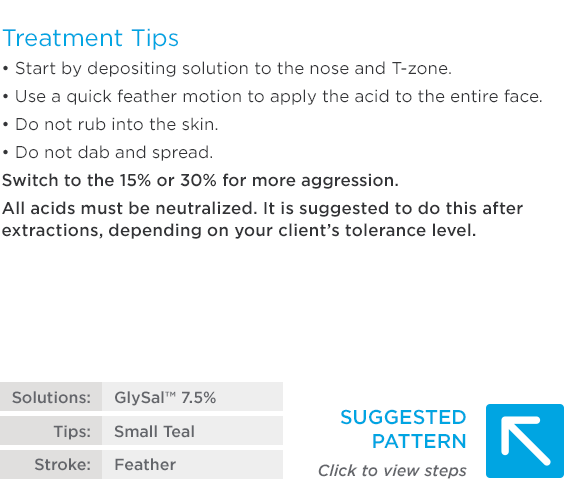 Treatment Tips
• Start by depositing solution to the nose and T-zone.
• Use a quick feather motion to apply the acid to the entire face.
• Do not rub into the skin.
• Do not dab and spread.
Switch to the 15% or 30% for more aggression.
All acids must be neutralized. It is suggested to do this after
extractions, depending on your client’s tolerance level.
Solutions: GlySal™ 7.5%
Tips: Small Teal
Stroke: Feather
SUGGESTED
PATTERN
Click to view steps